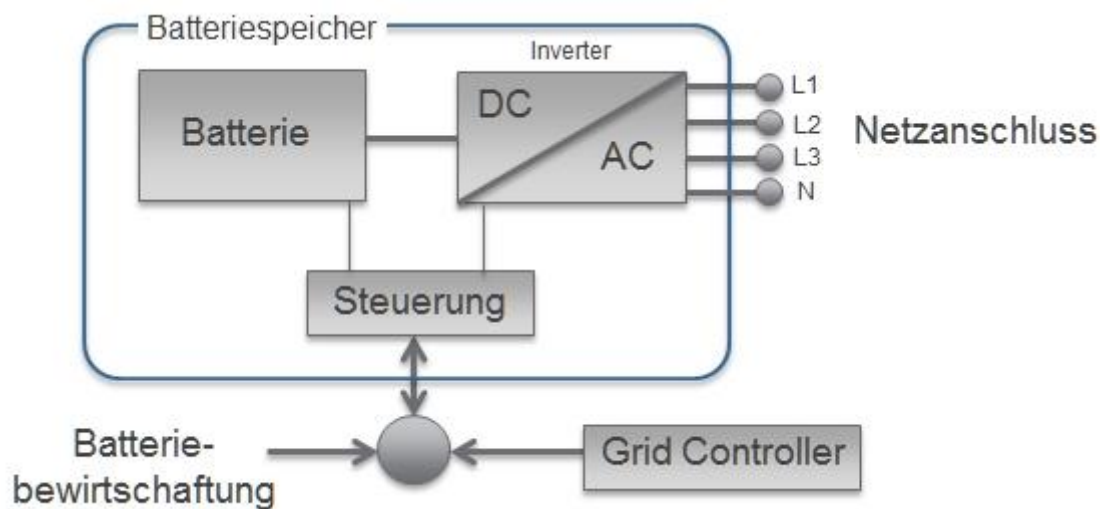 Batteriespeicher
Inverter
Batterie
DC
AC
L1
L2
L3
N
Netzanschluss
Steuerung
Batterie-
bewirtschaftung
Grid Controller